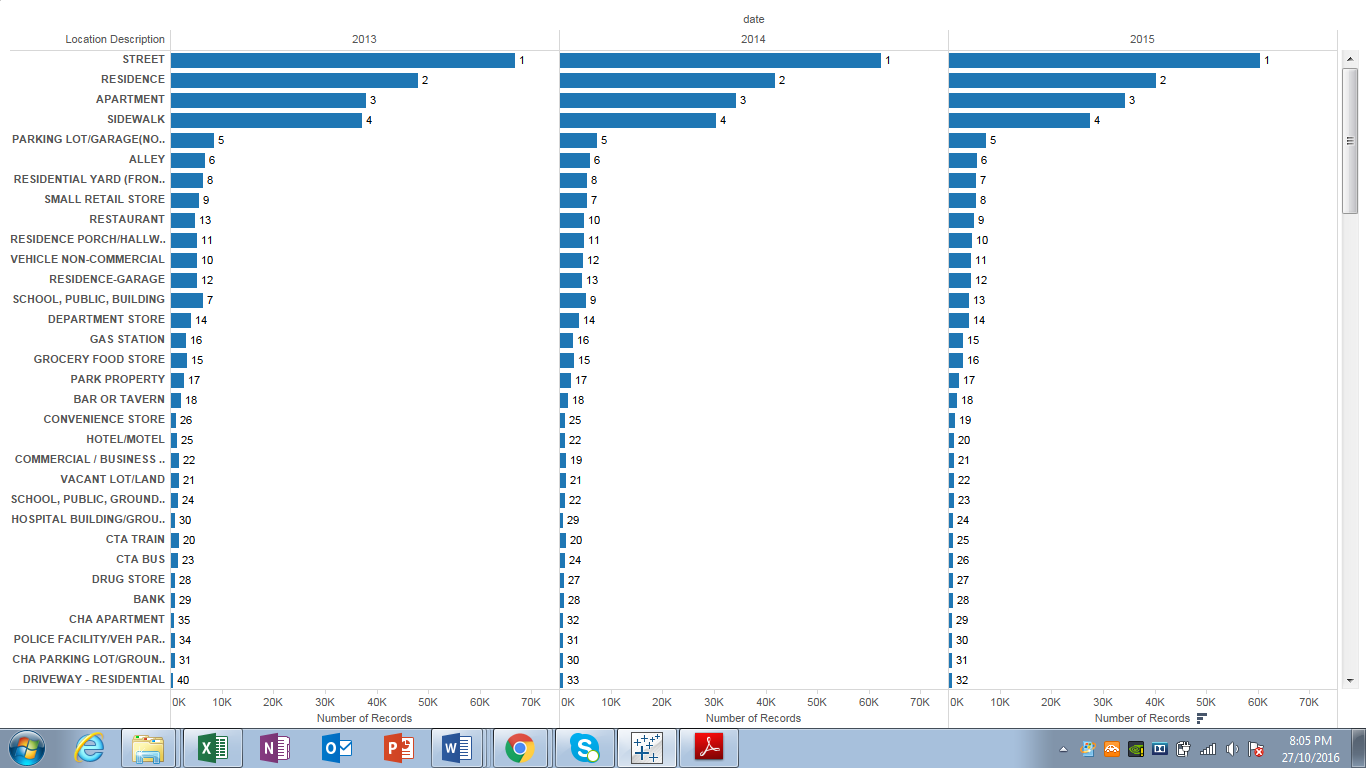 date
Location Description 2013 2014 2015
STREET 1 1 1
RESIDENCE 2 2 2
APARTMENT 3 3 3
SIDEWALK 4 4 4
PARKING LOT/GARAGE(NO.. 5 5 5
ALLEY 6 6 6
RESIDENTIAL YARD (FRON.. 8 8 7
SMALL RETAIL STORE 9 7 8
RESTAURANT 13 10 9
RESIDENCE PORCH/HALLW.. 11 11 10
VEHICLE NON-COMMERCIAL 10 12 11
RESIDENCE-GARAGE 12 13 12
SCHOOL, PUBLIC, BUILDING 7 9 13
DEPARTMENT STORE 14 14 14
GAS STATION 16 16 15
GROCERY FOOD STORE 15 15 16
PARK PROPERTY 17 17 17
BAR OR TAVERN 18 18 18
CONVENIENCE STORE 26 25 19
HOTEL/MOTEL 25 22 20
COMMERCIAL / BUSINESS .. 22 19 21
VACANT LOT/LAND 21 21 22
SCHOOL, PUBLIC, GROUND.. 24 22 23
HOSPITAL BUILDING/GROU.. 30 29 24
CTA TRAIN 20 20 25
CTA BUS 23 24 26
DRUG STORE 28 27 27
BANK 29 28 28
CHA APARTMENT 35 32 29
POLICE FACILITY/VEH PAR.. 34 31 30
CHA PARKING LOT/GROUN.. 31 30 31
DRIVEWAY - RESIDENTIAL 40 33 32
0K 10K 20K 30K 40K 50K 60K 70K 0K 10K 20K 30K 40K 50K 60K 70K 0K 10K 20K 30K 40K 50K 60K 70K
Number of Records Number of Records Number of Records
8:05 PM
27/10/2016